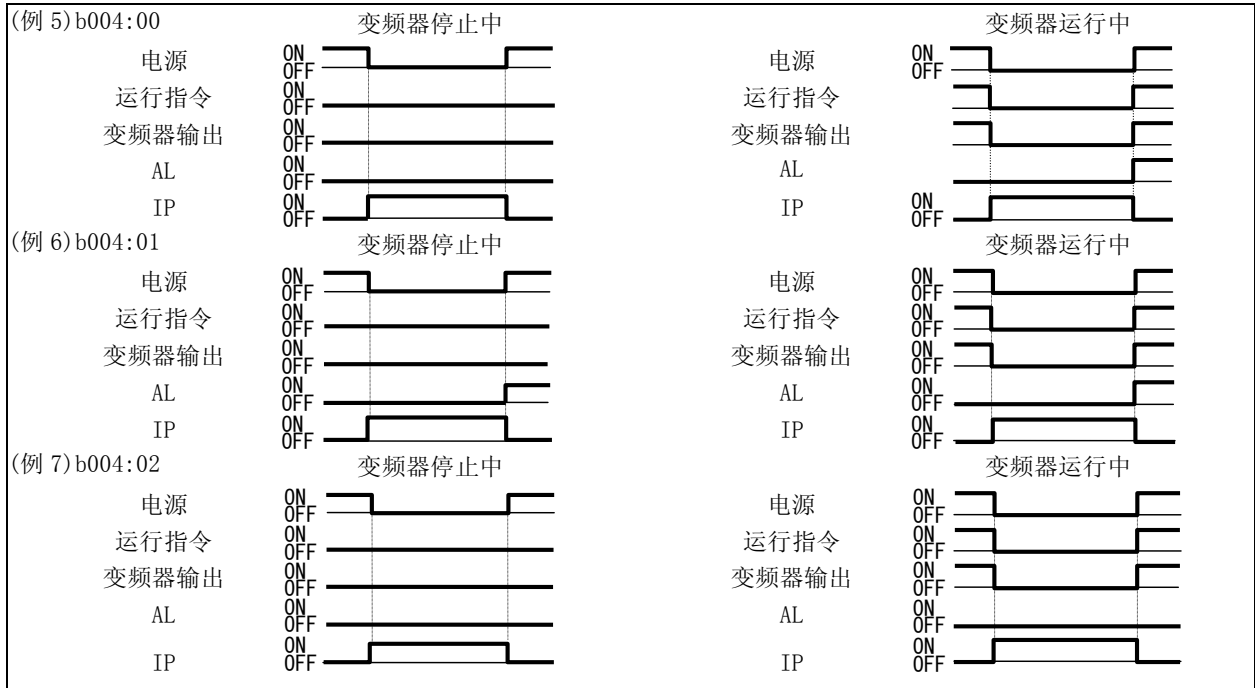 (例 5)b004:00 变频器停止中 变频器运行中
电源 ON OFF 电源 ON OFF
运行指令 ON OFF 运行指令
变频器输出 ON OFF 变频器输出
AL ON OFF AL
IP ON OFF IP ON OFF
(例 6)b004:01 变频器停止中 变频器运行中
电源 ON OFF 电源 ON OFF
运行指令 ON OFF 运行指令 ON OFF
变频器输出 ON OFF 变频器输出 ON OFF
AL ON OFF AL ON OFF
IP ON OFF IP ON OFF
(例 7)b004:02 变频器停止中 变频器运行中
电源 ON OFF 电源 ON OFF
运行指令 ON OFF 运行指令 ON OFF
变频器输出 ON OFF 变频器输出 ON OFF
AL ON OFF AL ON OFF
IP ON OFF IP ON OFF